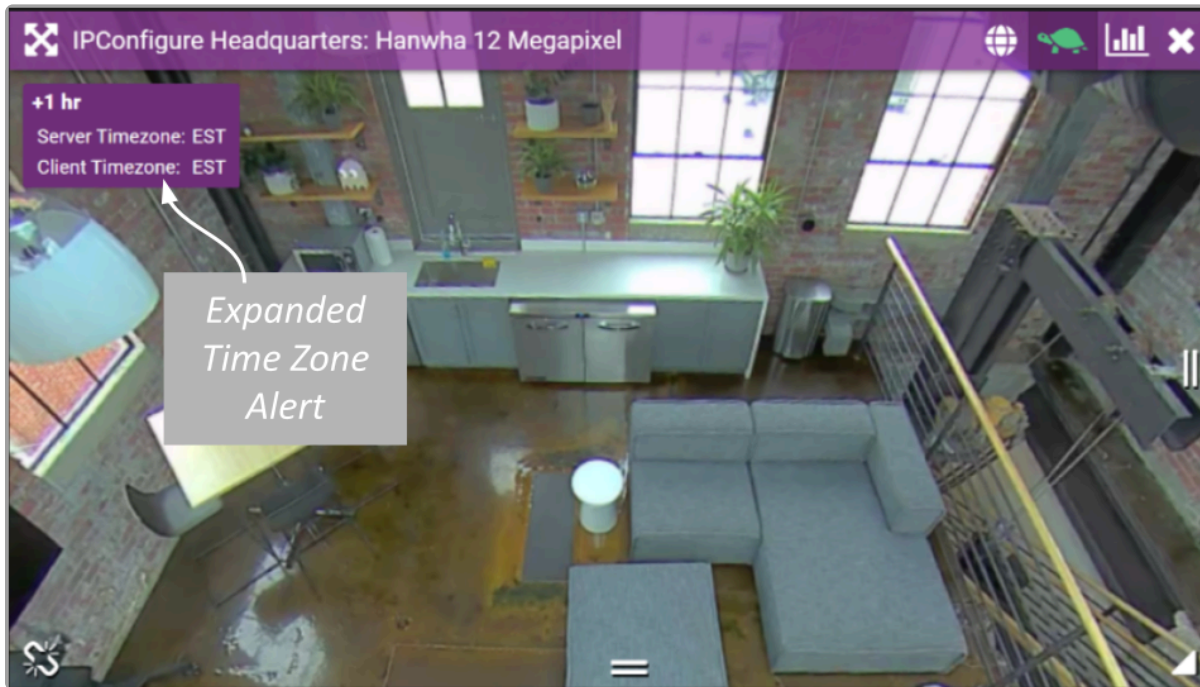 IPConfigure Headquarters: Hanwha 12 Megapixel
+1 hr
Server Timezone: EST
Client Timezone: EST
Expanded
Time Zone
Alert